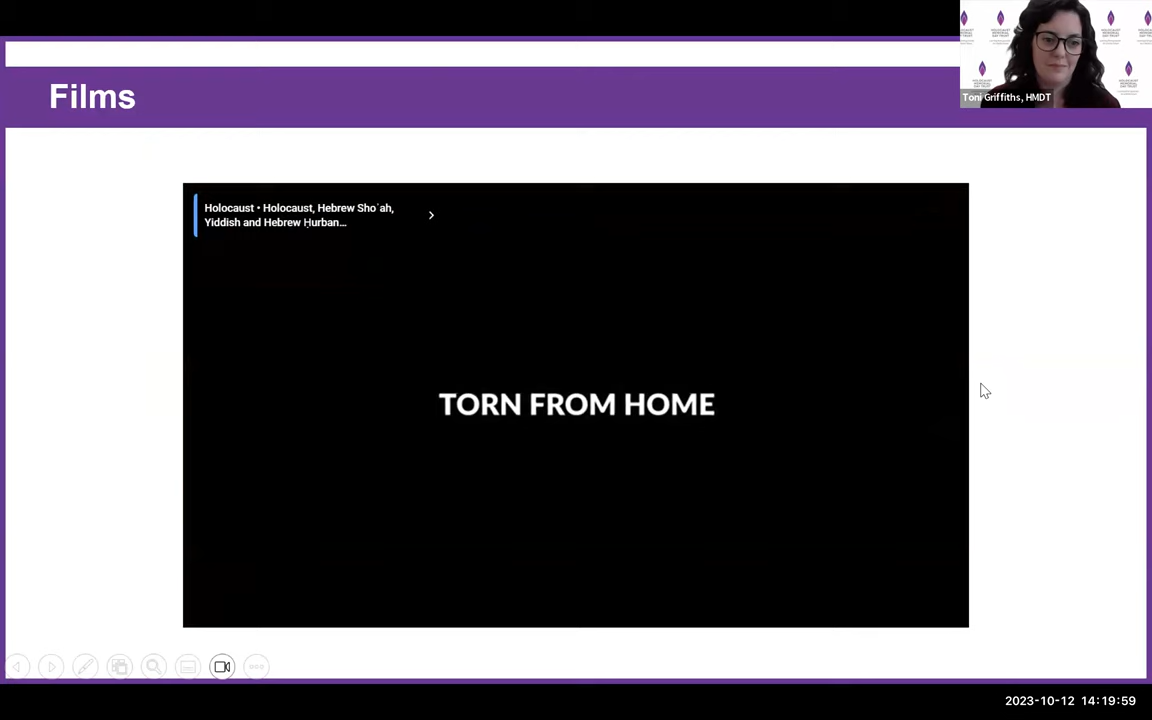 Films
Toni Griffiths, HMDT
Holocaust • Holocaust, Hebrew Shoʾah,
Yiddish and Hebrew Ḥurban...
TORN FROM HOME
2023-10-12 14:19:59